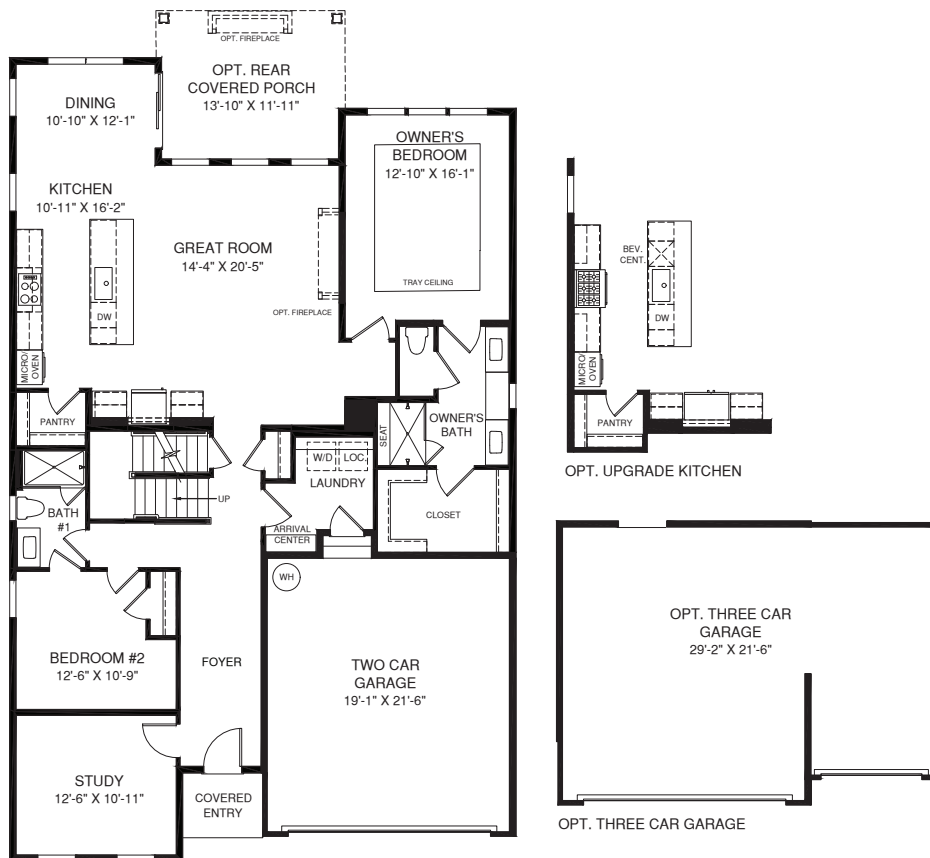 OPT. FIREPLACE
OPT. REAR
COVERED PORCH
13'-10" X 11'-11"
DINING
10'-10" X 12'-1"
OWNER'S
BEDROOM
12'-10" X 16'-1"
TRAY CEILING
KITCHEN
10'-11" X 16'-2"
GREAT ROOM
14'-4" X 20'-5"
OPT. FIREPLACE
DW
MICRO/
OVEN
PANTRY
SEAT
OWNER'S
BATH
W/D
LOC.
LAUNDRY
UP
BATH
#1
ARRIVAL
CENTER
CLOSET
WH
BEDROOM #2
12'-6" X 10'-9"
FOYER
TWO CAR
GARAGE
19'-1" X 21'-6"
STUDY
12'-6" X 10'-11"
COVERED
ENTRY
BEV.
CENT.
DW
MICRO/
OVEN
PANTRY
OPT. UPGRADE KITCHEN
OPT. THREE CAR
GARAGE
29'-2" X 21'-6"
OPT. THREE CAR GARAGE